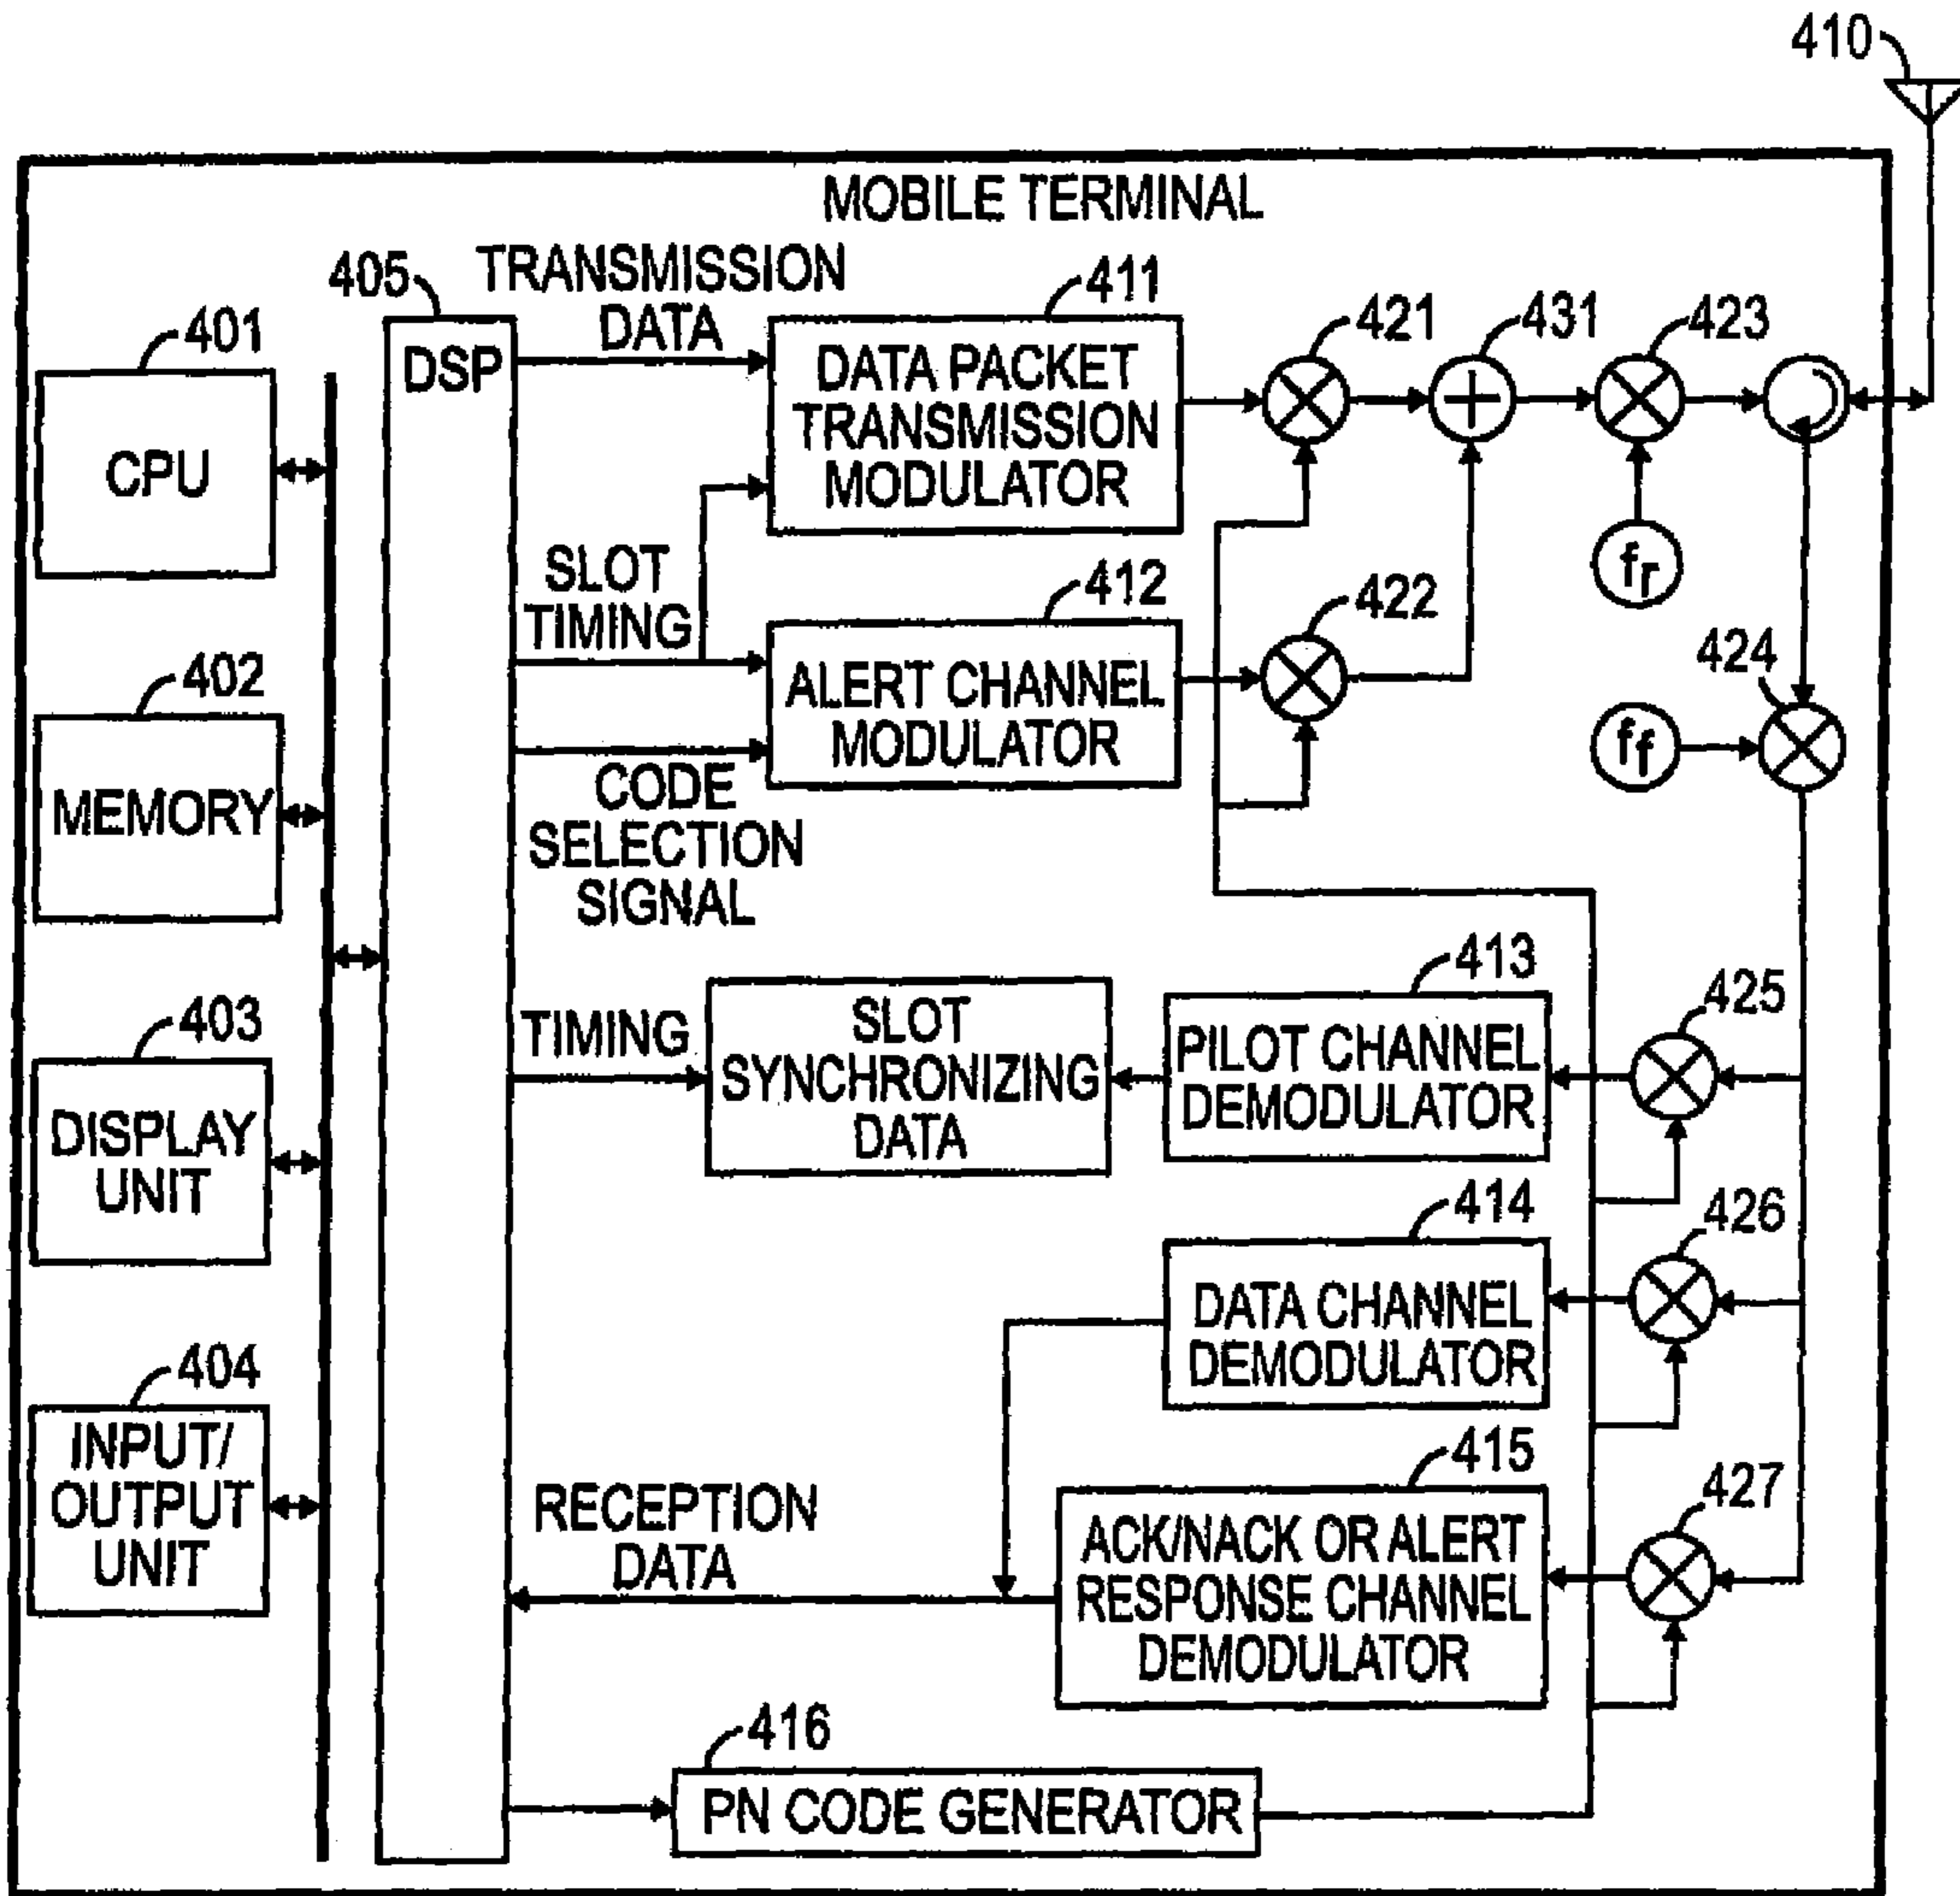 410
MOBILE TERMINAL
405
TRANSMISSION
DATA
411
421
431
423
401
DSP
DATA PACKET
TRANSMISSION
MODULATOR
CPU
fr
SLOT
TIMING
412
422
402
424
ALERT CHANNEL
MODULATOR
ff
MEMORY
CODE
SELECTION
SIGNAL
413
425
403
TIMING
SLOT
SYNCHRONIZING
DATA
PILOT CHANNEL
DEMODULATOR
DISPLAY
UNIT
414
426
DATA CHANNEL
DEMODULATOR
404
INPUT/
OUTPUT
UNIT
415
427
RECEPTION
DATA
ACK/NACK OR ALERT
RESPONSE CHANNEL
DEMODULATOR
416
PN CODE GENERATOR